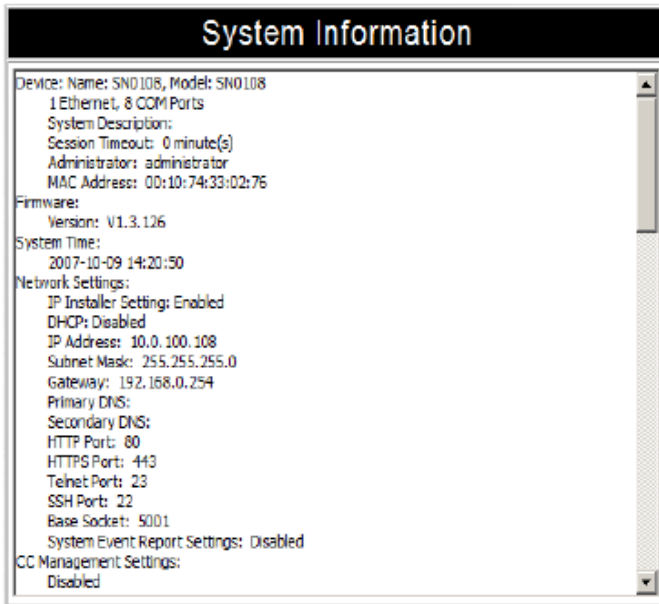 System Information
Device: Name: SN0108, Model: SN0108
1 Ethernet, 8 COM Ports
System Description:
Session Timeout: 0 minute(s)
Administrator: administrator
MAC Address: 00:10:74:33:02:76
Firmware:
Version: V1.3.126
System Time:
2007-10-09 14:20:50
Network Settings:
IP Installer Setting: Enabled
DHCP: Disabled
IP Address: 10.0.100.108
Subnet Mask: 255.255.255.0
Gateway: 192.168.0.254
Primary DNS:
Secondary DNS:
HTTP Port: 80
HTTPS Port: 443
Telnet Port: 23
SSH Port: 22
Base Socket: 5001
System Event Report Settings: Disabled
CC Management Settings:
Disabled